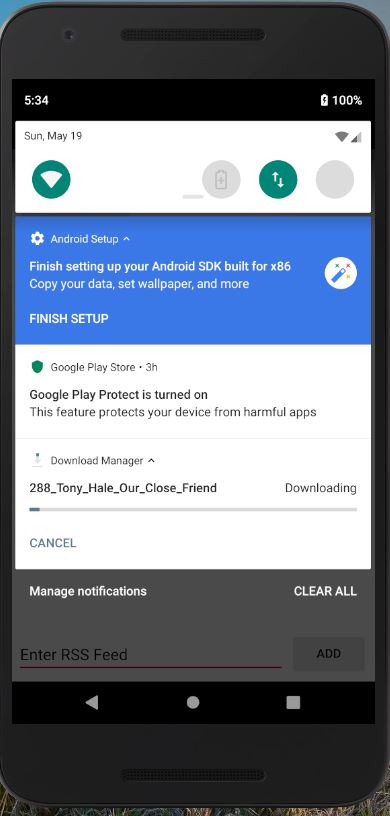 5:34
100%
Sun, May 19
Android Setup
Finish setting up your Android SDK built for x86
Copy your data, set wallpaper, and more
FINISH SETUP
Google Play Store • 3h
Google Play Protect is turned on
This feature protects your device from harmful apps
Download Manager
288_Tony_Hale_Our_Close_Friend
Downloading
CANCEL
Manage notifications
CLEAR ALL
Enter RSS Feed
ADD